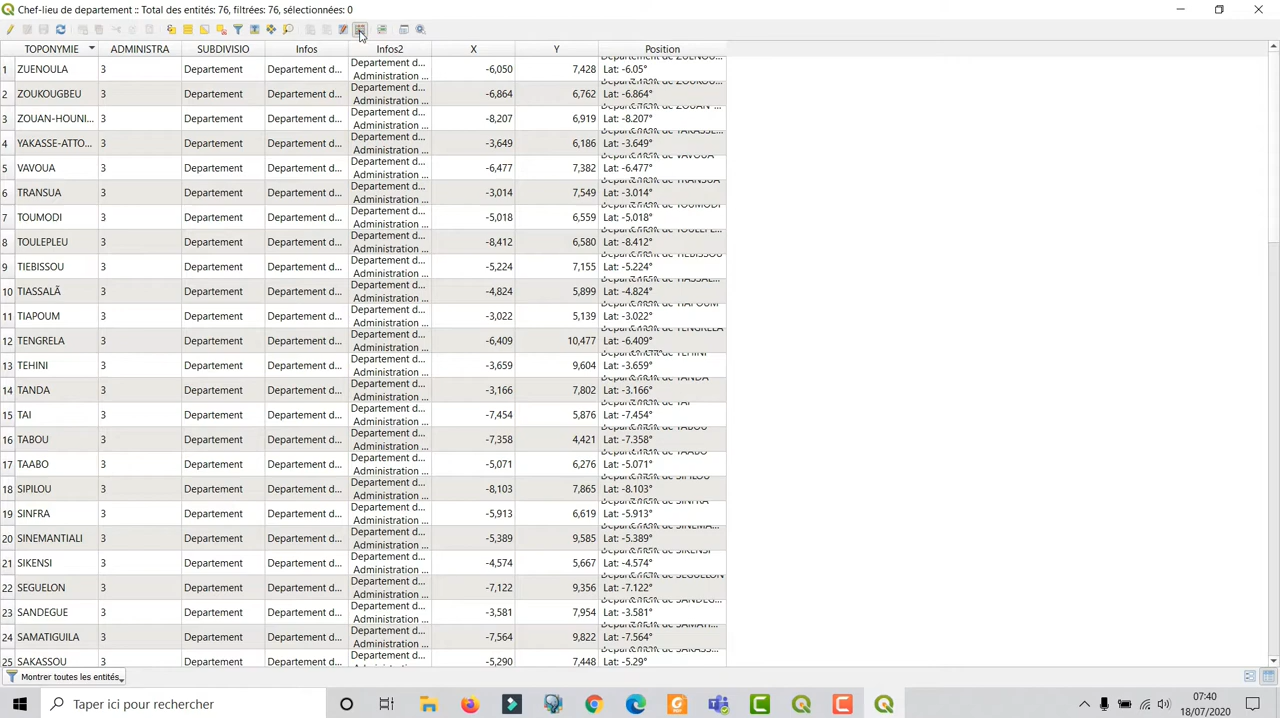 Chef-lieu de departement :: Total des entités: 76, filtrées: 76, sélectionnées: 0
TOPONYMIE ADMINISTRA SUBDIVISIO Infos Infos2 X Y Position
1 ZUENOULA 3 Departement Departement d... Departement d... Administration ... -6,050 7,428 Lat: -6.05°
2 ZOUKOUGBEU 3 Departement Departement d... Departement d... Administration ... -6,864 6,762 Lat: -6.864°
3 ZOUAN-HOUNI... 3 Departement Departement d... Departement d... Administration ... -8,207 6,919 Lat: -8.207°
4 YAKASSE-ATTO... 3 Departement Departement d... Departement d... Administration ... -3,649 6,186 Lat: -3.649°
5 VAVOUA 3 Departement Departement d... Departement d... Administration ... -6,477 7,382 Lat: -6.477°
6 TRANSUA 3 Departement Departement d... Departement d... Administration ... -3,014 7,549 Lat: -3.014°
7 TOUMODI 3 Departement Departement d... Departement d... Administration ... -5,018 6,559 Lat: -5.018°
8 TOULEPLEU 3 Departement Departement d... Departement d... Administration ... -8,412 6,580 Lat: -8.412°
9 TIEBISSOU 3 Departement Departement d... Departement d... Administration ... -5,224 7,155 Lat: -5.224°
10 TIASSALÃ 3 Departement Departement d... Departement d... Administration ... -4,824 5,899 Lat: -4.824°
11 TIAPOUM 3 Departement Departement d... Departement d... Administration ... -3,022 5,139 Lat: -3.022°
12 TENGRELA 3 Departement Departement d... Departement d... Administration ... -6,409 10,477 Lat: -6.409°
13 TEHINI 3 Departement Departement d... Departement d... Administration ... -3,659 9,604 Lat: -3.659°
14 TANDA 3 Departement Departement d... Departement d... Administration ... -3,166 7,802 Lat: -3.166°
15 TAI 3 Departement Departement d... Departement d... Administration ... -7,454 5,876 Lat: -7.454°
16 TABOU 3 Departement Departement d... Departement d... Administration ... -7,358 4,421 Lat: -7.358°
17 TAABO 3 Departement Departement d... Departement d... Administration ... -5,071 6,276 Lat: -5.071°
18 SIPILOU 3 Departement Departement d... Departement d... Administration ... -8,103 7,865 Lat: -8.103°
19 SINFRA 3 Departement Departement d... Departement d... Administration ... -5,913 6,619 Lat: -5.913°
20 SINEMANTIALI 3 Departement Departement d... Departement d... Administration ... -5,389 9,585 Lat: -5.389°
21 SIKENSI 3 Departement Departement d... Departement d... Administration ... -4,574 5,667 Lat: -4.574°
22 SEGUELON 3 Departement Departement d... Departement d... Administration ... -7,122 9,356 Lat: -7.122°
23 SANDEGUE 3 Departement Departement d... Departement d... Administration ... -3,581 7,954 Lat: -3.581°
24 SAMATIGUILA 3 Departement Departement d... Departement d... Administration ... -7,564 9,822 Lat: -7.564°
25 SAKASSOU 3 Departement Departement d... Departement d... -5,290 7,448 Lat: -5.29°
Montrer toutes les entités
Taper ici pour rechercher
07:40
18/07/2020